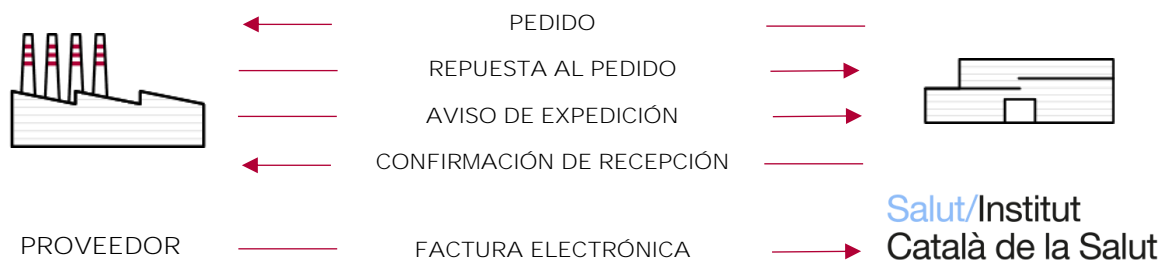 PEDIDO
REPUESTA AL PEDIDO
AVISO DE EXPEDICIÓN
CONFIRMACIÓN DE RECEPCIÓN
PROVEEDOR
FACTURA ELECTRÓNICA
Salut/Institut
Català de la Salut